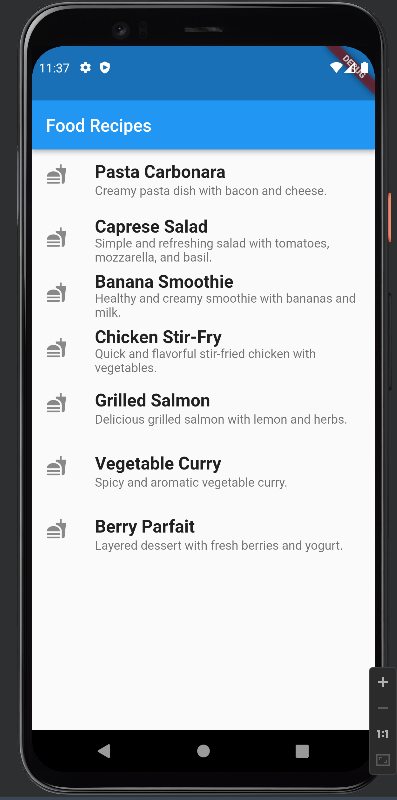 11:37
DEBUG
Food Recipes
Pasta Carbonara
Creamy pasta dish with bacon and cheese.
Caprese Salad
Simple and refreshing salad with tomatoes,
mozzarella, and basil.
Banana Smoothie
Healthy and creamy smoothie with bananas and
milk.
Chicken Stir-Fry
Quick and flavorful stir-fried chicken with
vegetables.
Grilled Salmon
Delicious grilled salmon with lemon and herbs.
Vegetable Curry
Spicy and aromatic vegetable curry.
Berry Parfait
Layered dessert with fresh berries and yogurt.
1:1